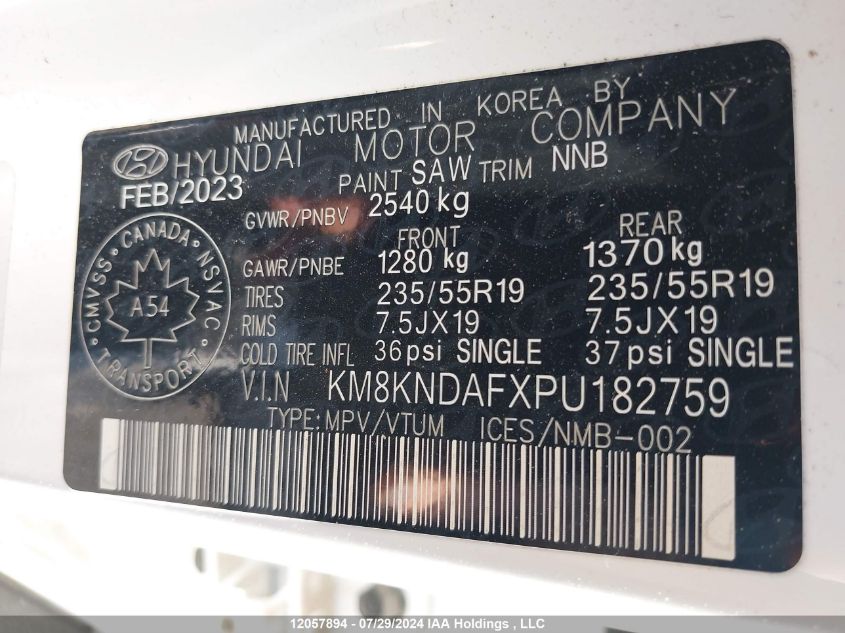 MANUFACTURED IN KOREA BY
HYUNDAI MOTOR COMPANY
FEB/2023 PAINT SAW TRIM NNB
GVWR/PNBV 2540 kg
FRONT REAR
GAWR/PNBE 1280 kg 1370 kg
TIRES 235/55R19 235/55R19
RIMS 7.5JX19 7.5JX19
COLD TIRE INFL 36psi SINGLE 37psi SINGLE
V.I.N KM8KNDAFXPU182759
TYPE:MPV/VTUM ICES/NMB-002
CMVSS · CANADA · NSVAC
A54
TRANSPORT
12057894 - 07/29/2024 IAA Holdings , LLC